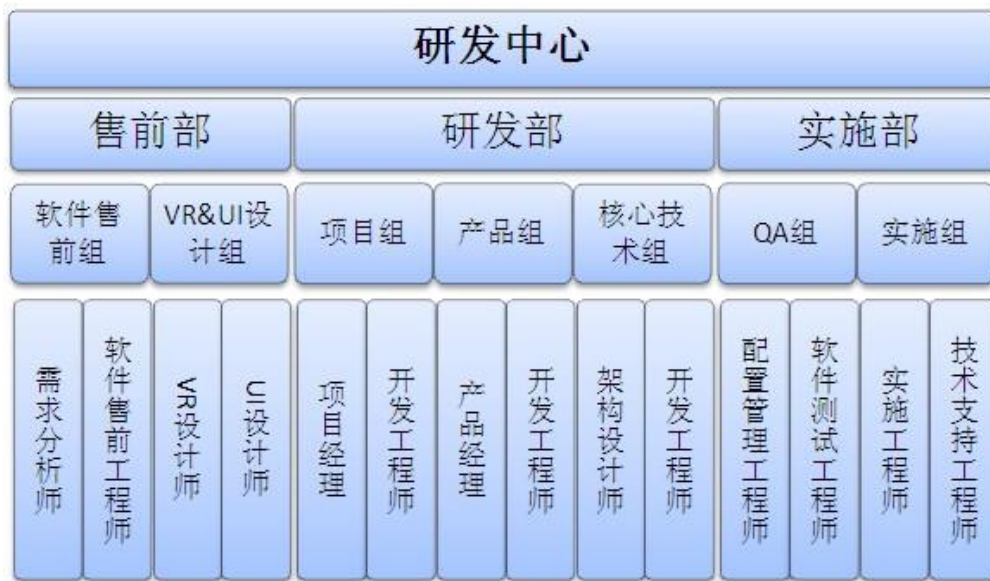 研发中心
售前部
研发部
实施部
软件售
前组
VR&UI设
计组
项目组
产品组
核心技
术组
QA组
实施组
需求分析师
软件售前工程师
VR设计师
UI设计师
项目经理
开发工程师
产品经理
开发工程师
架构设计师
开发工程师
配置管理工程师
软件测试工程师
实施工程师
技术支持工程师